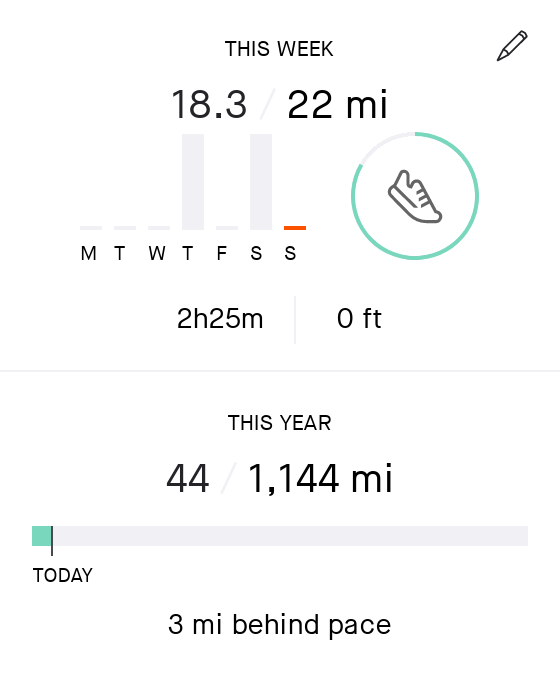 THIS WEEK
18.3 / 22 mi
M T W T F S S
2h25m 0 ft
THIS YEAR
44 / 1,144 mi
TODAY
3 mi behind pace